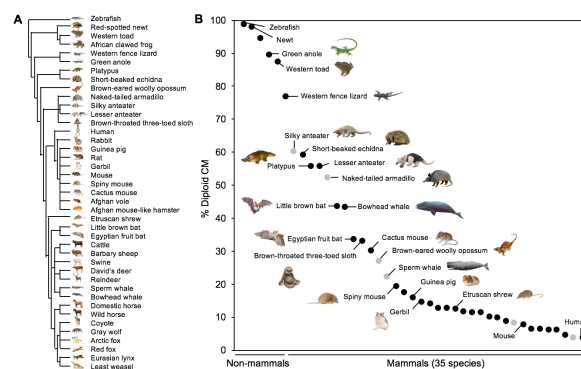 A
Zebrafish
Red-spotted newt
Western toad
African clawed frog
Western fence lizard
Green anole
Platypus
Short-beaked echidna
Brown-eared woolly opossum
Naked-tailed armadillo
Silky anteater
Lesser anteater
Brown-throated three-toed sloth
Human
Rabbit
Guinea pig
Rat
Gerbil
Mouse
Spiny mouse
Cactus mouse
Afghan vole
Afghan mouse-like hamster
Etruscan shrew
Little brown bat
Egyptian fruit bat
Cattle
Barbary sheep
Swine
David's deer
Reindeer
Sperm whale
Bowhead whale
Domestic horse
Wild horse
Coyote
Gray wolf
Arctic fox
Red fox
Eurasian lynx
Least weasel
B
% Diploid CM
100
90
80
70
60
50
40
30
20
10
0
Zebrafish
Newt
Green anole
Western toad
Western fence lizard
Silky anteater
Short-beaked echidna
Platypus
Lesser anteater
Naked-tailed armadillo
Little brown bat
Bowhead whale
Egyptian fruit bat
Cactus mouse
Brown-throated three-toed sloth
Brown-eared woolly opossum
Sperm whale
Guinea pig
Spiny mouse
Etruscan shrew
Gerbil
Mouse
Huma
Non-mammals
Mammals (35 species)